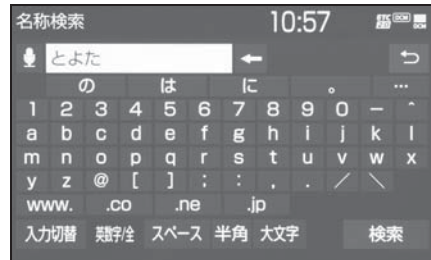 名称検索 10:57
とよた
の は に 。 …
1 2 3 4 5 6 7 8 9 0 - ^
a b c d e f g h i j k l
m n o p q r s t u v w x
y z @ [ ] ; : , . / \
www. .co .ne .jp
入力切替 英数字/全 スペース 半角 大文字 検索